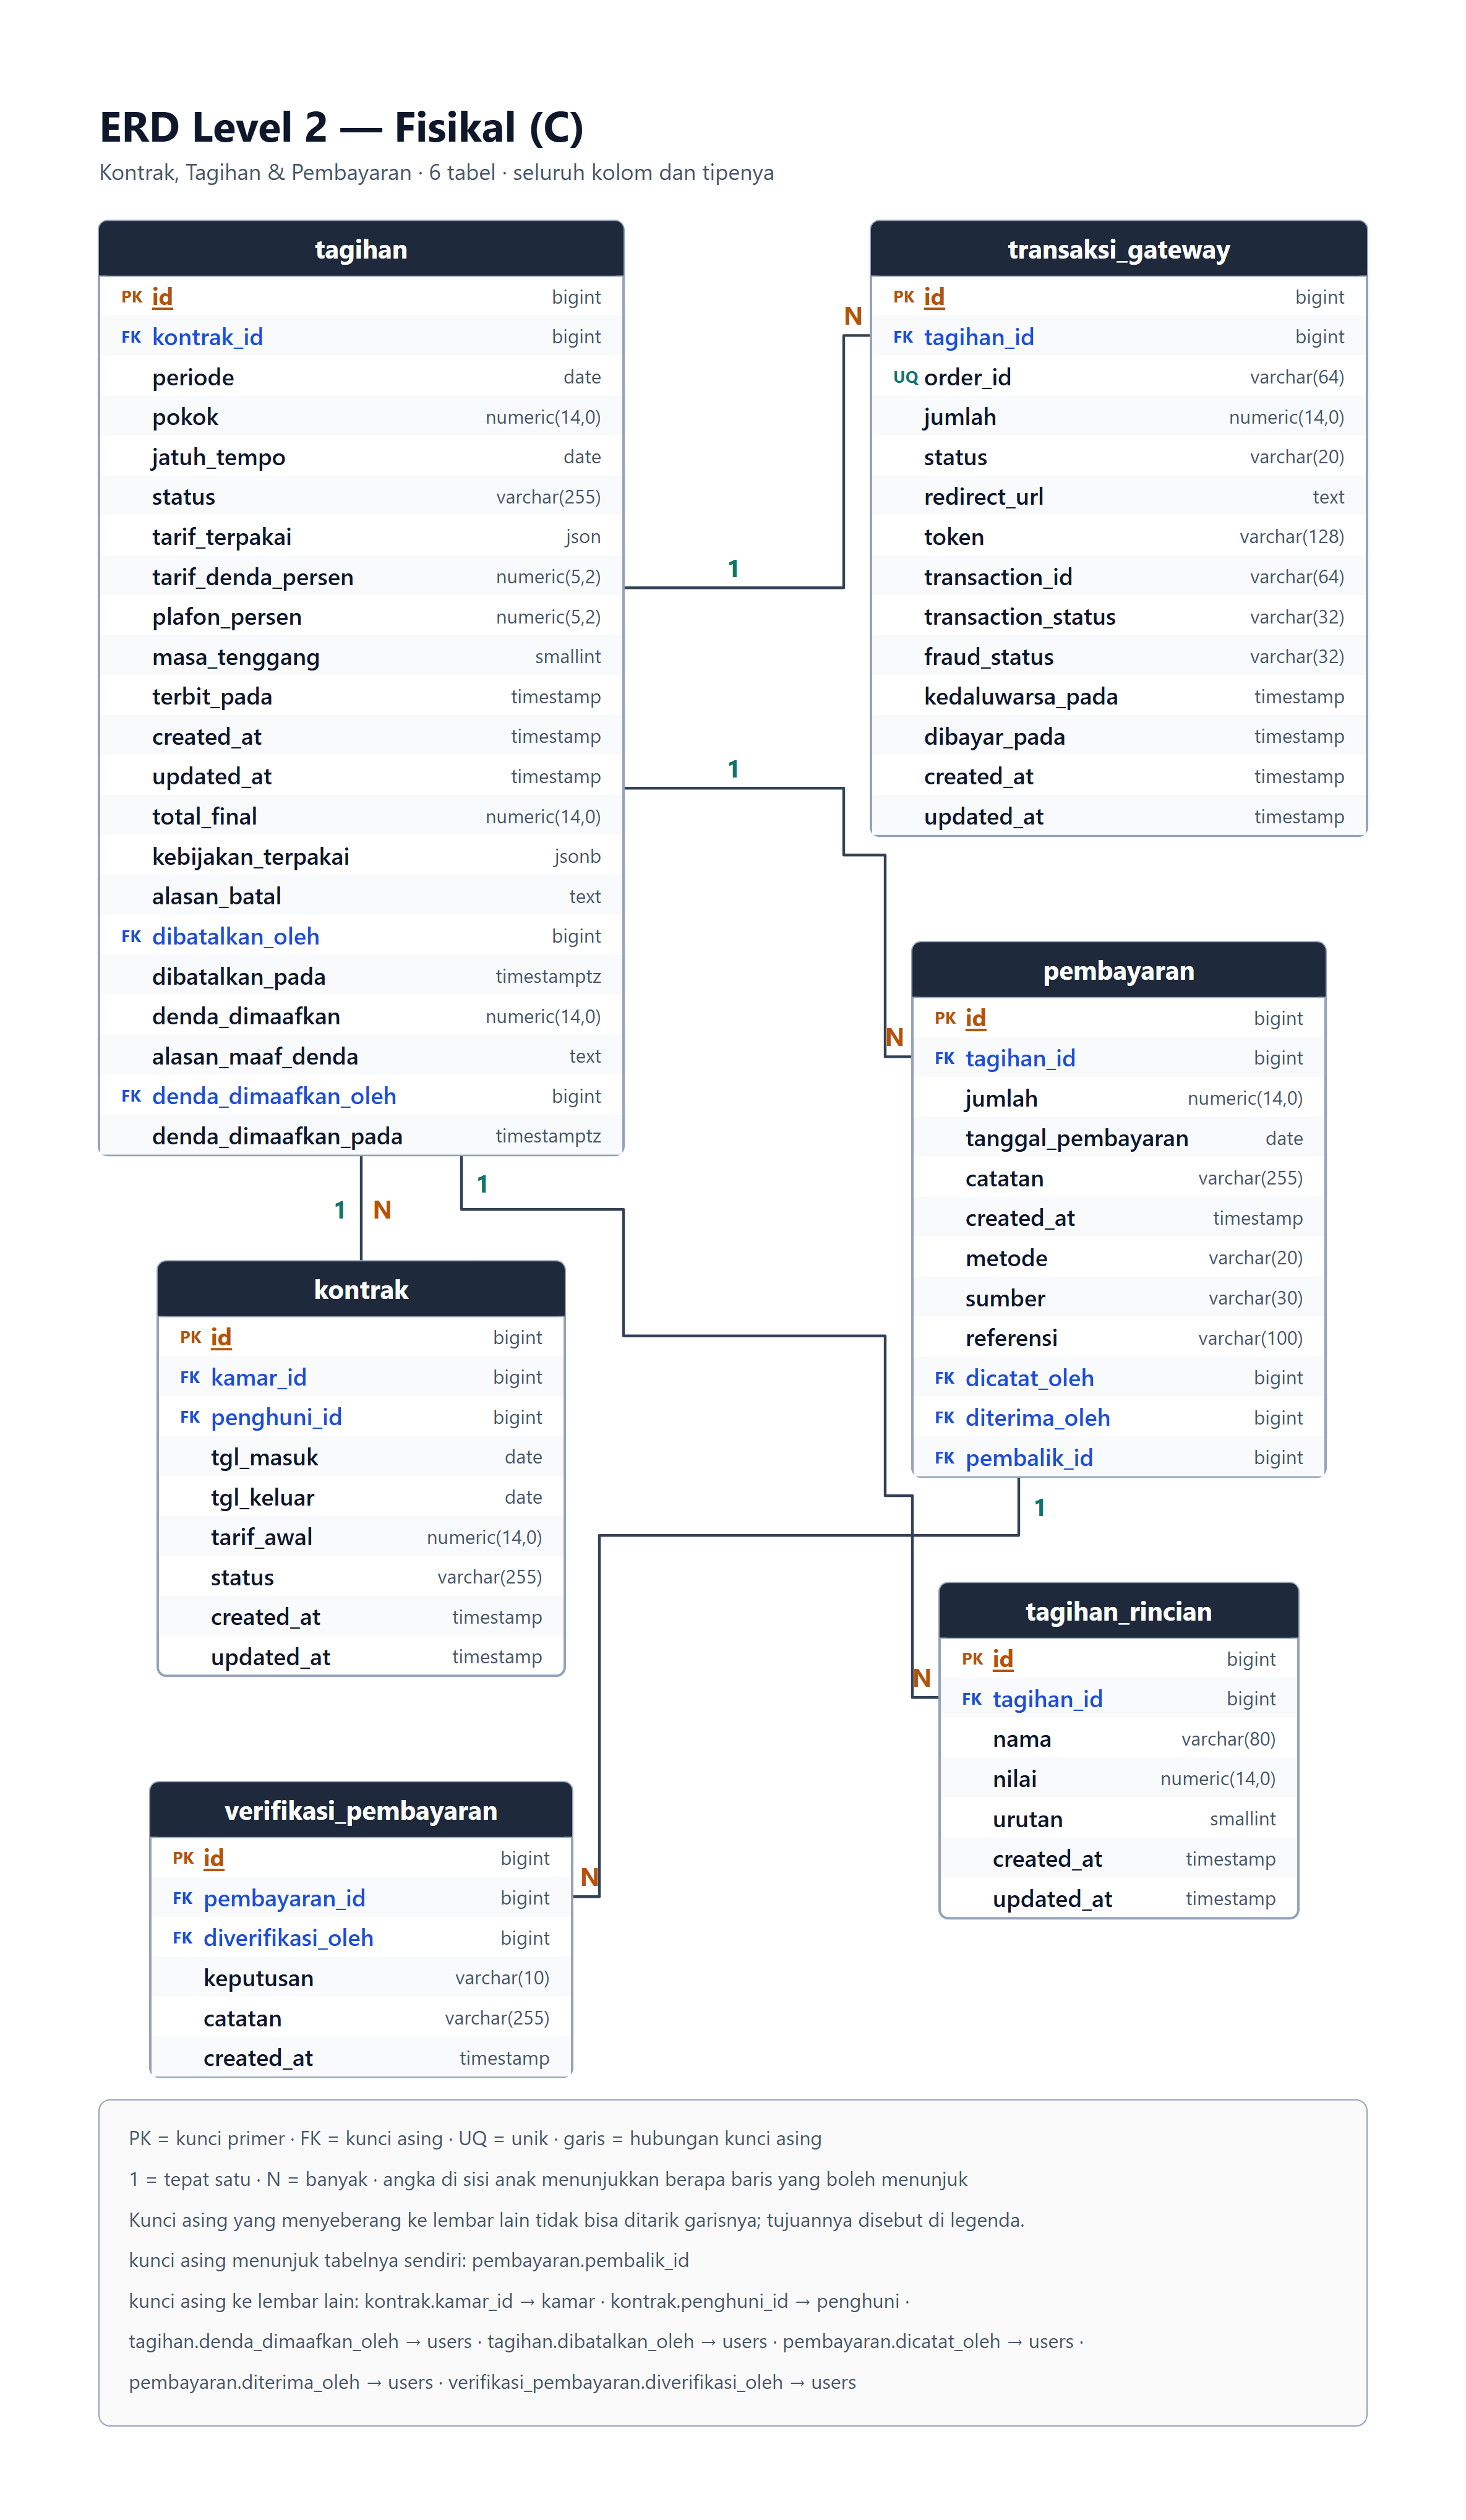 ERD Level 2 — Fisikal (C)
Kontrak, Tagihan & Pembayaran · 6 tabel · seluruh kolom dan tipenya
tagihan
PK id bigint
FK kontrak_id bigint
periode date
pokok numeric(14,0)
jatuh_tempo date
status varchar(255)
tarif_terpakai json
tarif_denda_persen numeric(5,2)
plafon_persen numeric(5,2)
masa_tenggang smallint
terbit_pada timestamp
created_at timestamp
updated_at timestamp
total_final numeric(14,0)
kebijakan_terpakai jsonb
alasan_batal text
FK dibatalkan_oleh bigint
dibatalkan_pada timestamptz
denda_dimaafkan numeric(14,0)
alasan_maaf_denda text
FK denda_dimaafkan_oleh bigint
denda_dimaafkan_pada timestamptz
1
N
1
N
transaksi_gateway
PK id bigint
FK tagihan_id bigint
UQ order_id varchar(64)
jumlah numeric(14,0)
status varchar(20)
redirect_url text
token varchar(128)
transaction_id varchar(64)
transaction_status varchar(32)
fraud_status varchar(32)
kedaluwarsa_pada timestamp
dibayar_pada timestamp
created_at timestamp
updated_at timestamp
pembayaran
PK id bigint
FK tagihan_id bigint
jumlah numeric(14,0)
tanggal_pembayaran date
catatan varchar(255)
created_at timestamp
metode varchar(20)
sumber varchar(30)
referensi varchar(100)
FK dicatat_oleh bigint
FK diterima_oleh bigint
FK pembalik_id bigint
1 N
1
kontrak
PK id bigint
FK kamar_id bigint
FK penghuni_id bigint
tgl_masuk date
tgl_keluar date
tarif_awal numeric(14,0)
status varchar(255)
created_at timestamp
updated_at timestamp
1
N
tagihan_rincian
PK id bigint
FK tagihan_id bigint
nama varchar(80)
nilai numeric(14,0)
urutan smallint
created_at timestamp
updated_at timestamp
verifikasi_pembayaran
N
PK id bigint
FK pembayaran_id bigint
FK diverifikasi_oleh bigint
keputusan varchar(10)
catatan varchar(255)
created_at timestamp
PK = kunci primer · FK = kunci asing · UQ = unik · garis = hubungan kunci asing
1 = tepat satu · N = banyak · angka di sisi anak menunjukkan berapa baris yang boleh menunjuk
Kunci asing yang menyeberang ke lembar lain tidak bisa ditarik garisnya; tujuannya disebut di legenda.
kunci asing menunjuk tabelnya sendiri: pembayaran.pembalik_id
kunci asing ke lembar lain: kontrak.kamar_id → kamar · kontrak.penghuni_id → penghuni ·
tagihan.denda_dimaafkan_oleh → users · tagihan.dibatalkan_oleh → users · pembayaran.dicatat_oleh → users ·
pembayaran.diterima_oleh → users · verifikasi_pembayaran.diverifikasi_oleh → users